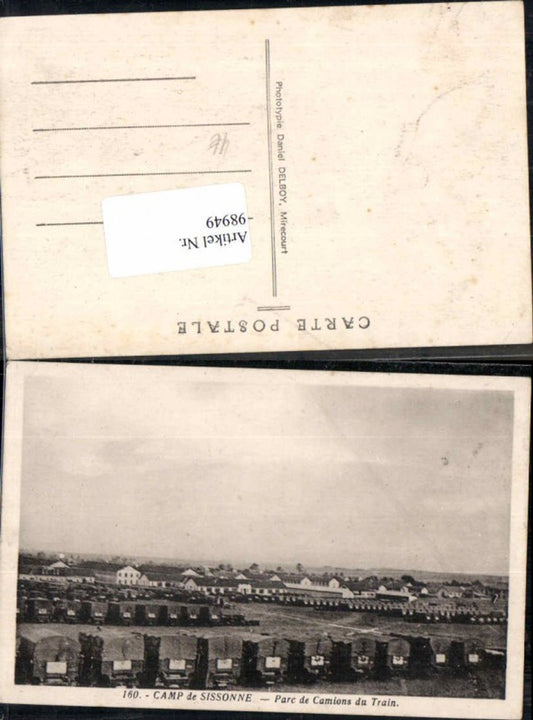 CARTE POSTALE
Phototypie Daniel DELBOY, Mirecourt
Artikel Nr.
-98949
160. - CAMP de SISSONNE — Parc de Camions du Train.